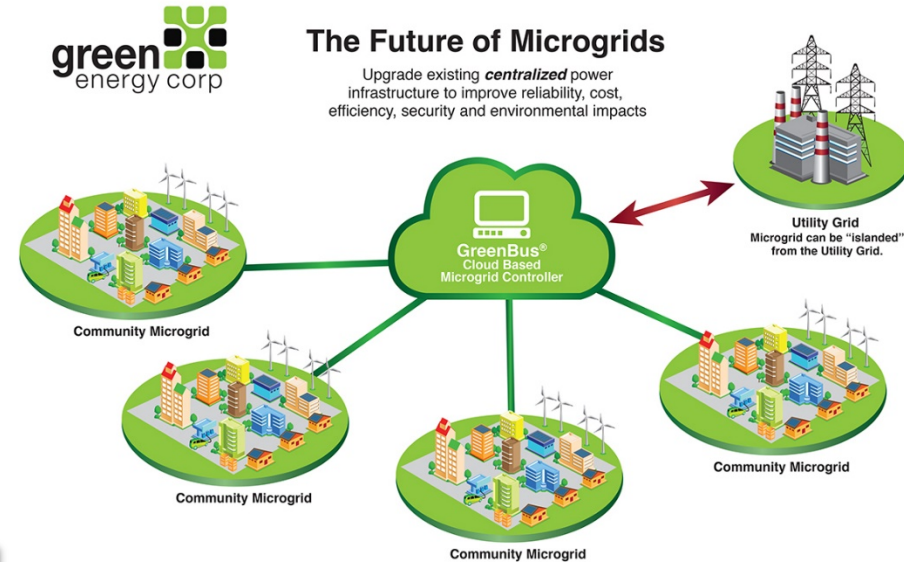 green
energy corp
The Future of Microgrids
Upgrade existing centralized power
infrastructure to improve reliability, cost,
efficiency, security and environmental impacts
GreenBus®
Cloud Based
Microgrid Controller
Utility Grid
Microgrid can be “islanded”
from the Utility Grid.
Community Microgrid
Community Microgrid
Community Microgrid
Community Microgrid